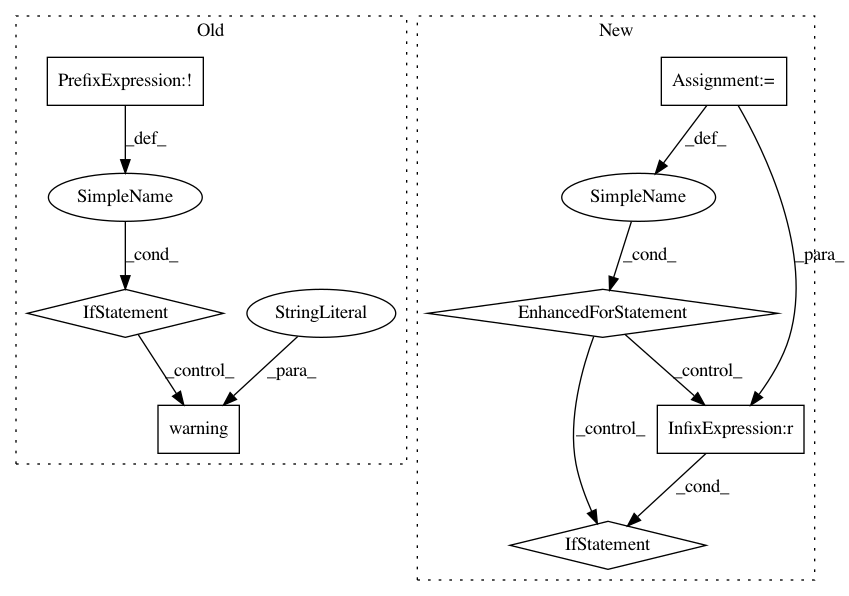 Old
New
PrefixExpression:!
Assignment:=
_def_
_def_
SimpleName
SimpleName
_cond_
_cond_
_para_
IfStatement
StringLiteral
EnhancedForStatement
_control_
_para_
_control_
warning
_control_
InfixExpression:r
_cond_
IfStatement